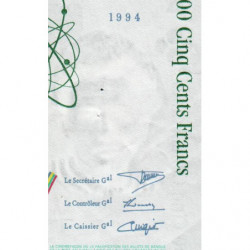 1994
00 Cinq Cents Francs
Le Secrétaire Gal
Le Contrôleur Gal
Le Caissier Gal